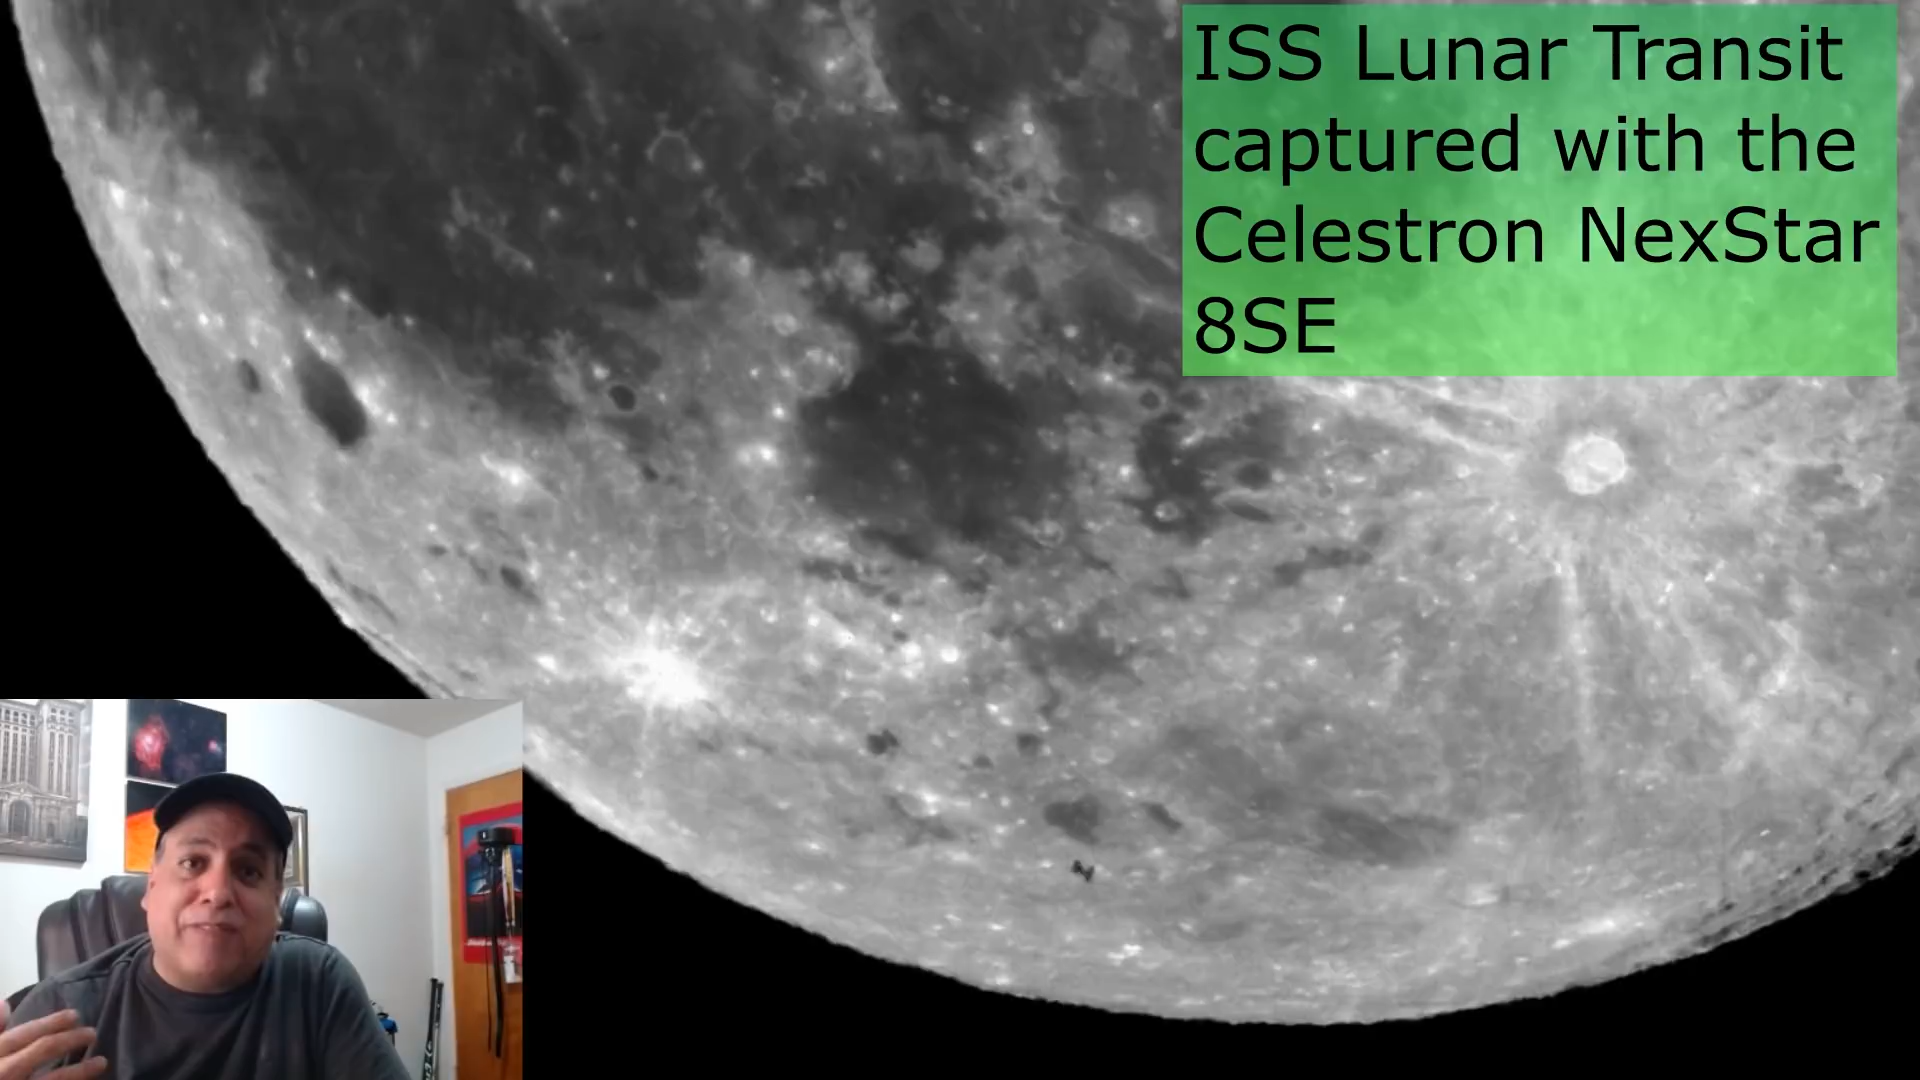 ISS Lunar Transit
captured with the
Celestron NexStar
8SE